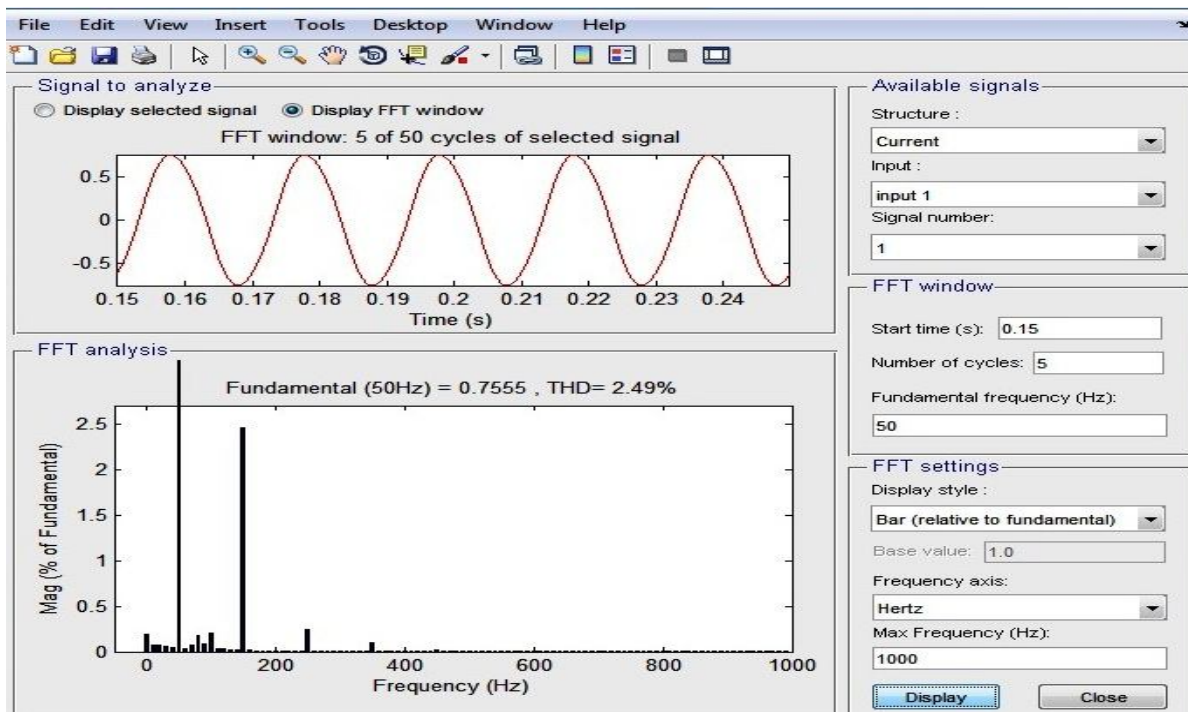 File Edit View Insert Tools Desktop Window Help
Signal to analyze
Display selected signal Display FFT window
FFT window: 5 of 50 cycles of selected signal
0.5
0
-0.5
0.15 0.16 0.17 0.18 0.19 0.2 0.21 0.22 0.23 0.24
Time (s)
FFT analysis
Fundamental (50Hz) = 0.7555 , THD= 2.49%
Mag (% of Fundamental)
2.5
2
1.5
1
0.5
0
0 200 400 600 800 1000
Frequency (Hz)
Available signals
Structure :
Current
Input :
input 1
Signal number:
1
FFT window
Start time (s): 0.15
Number of cycles: 5
Fundamental frequency (Hz):
50
FFT settings
Display style :
Bar (relative to fundamental)
Base value: 1.0
Frequency axis:
Hertz
Max Frequency (Hz):
1000
Display Close